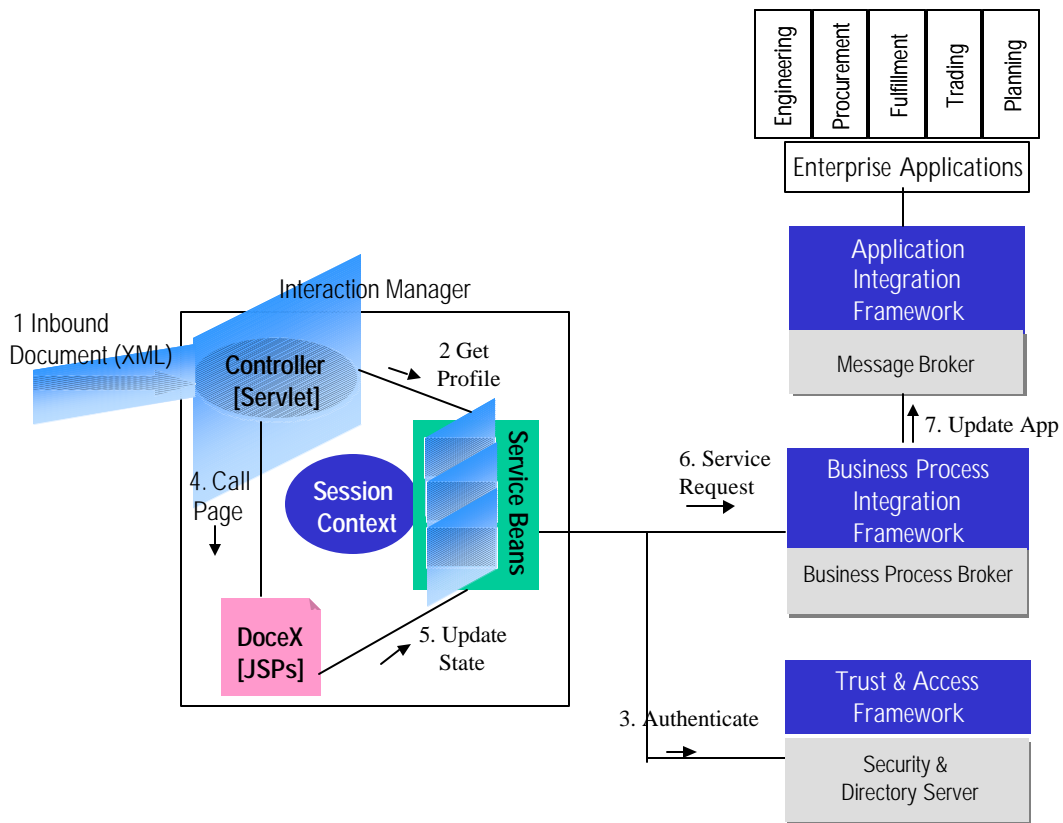 Engineering
Procurement
Fulfillment
Trading
Planning
Enterprise Applications
Application
Integration
Framework
Message Broker
Interaction Manager
1 Inbound
Document (XML)
Controller
[Servlet]
2 Get
Profile
7. Update App
4. Call
Page
Session
Context
Service Beans
6. Service
Request
Business Process
Integration
Framework
Business Process Broker
DoceX
[JSPs]
5. Update
State
3. Authenticate
Trust & Access
Framework
Security &
Directory Server